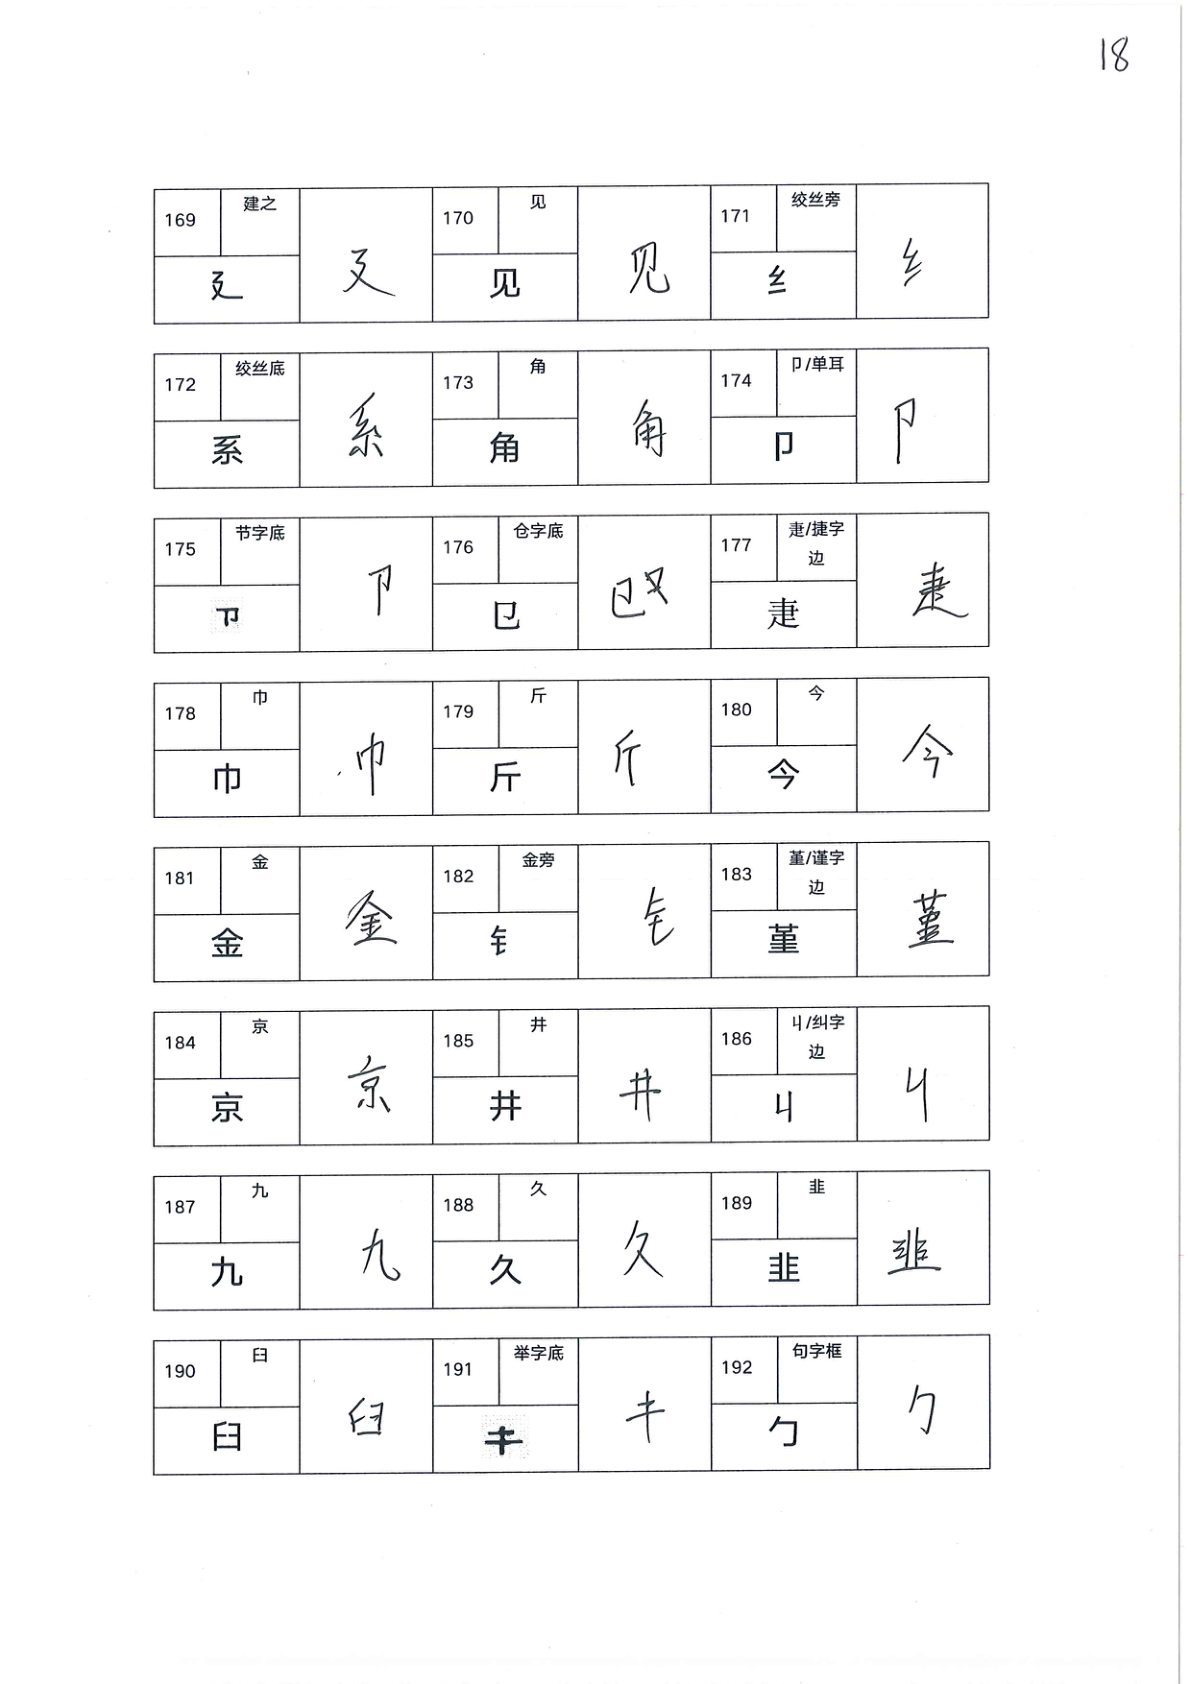 18
169 建之 廴 廴 170 见 见 见 171 绞丝旁 纟 纟
172 绞丝底 系 系 173 角 角 角 174 卩/单耳 卩 卩
175 节字底 卩 卩 176 仓字底 㔾 㔾 177 疌/捷字
边 疌 疌
178 巾 巾 巾 179 斤 斤 斤 180 今 今 今
181 金 金 金 182 金旁 钅 钅 183 堇/谨字
边 堇 堇
184 京 京 京 185 井 井 井 186 丩/纠字
边 丩 丩
187 九 九 九 188 久 久 久 189 韭 韭 韭
190 臼 臼 臼 191 举字底 㐄 㐄 192 句字框 勹 勹